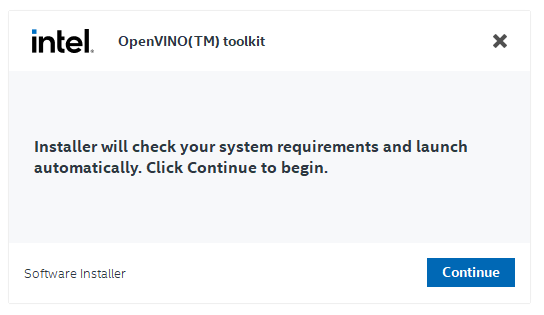 intel. OpenVINO(TM) toolkit
Installer will check your system requirements and launch
automatically. Click Continue to begin.
Software Installer Continue